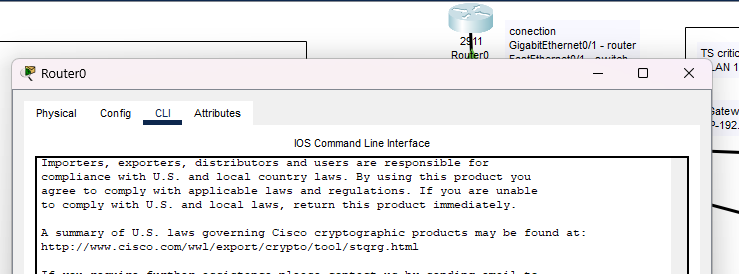 conection
2911
GigabitEthernet0/1 - router
Router0
FastEthernet0/1 - switch
TS critic
LAN 1
Router0
Physical
Config
CLI
Attributes
IOS Command Line Interface
Importers, exporters, distributors and users are responsible for
compliance with U.S. and local country laws. By using this product you
agree to comply with applicable laws and regulations. If you are unable
to comply with U.S. and local laws, return this product immediately.
A summary of U.S. laws governing Cisco cryptographic products may be found at:
http://www.cisco.com/wwl/export/crypto/tool/stqrg.html
If you require further assistance please contact us by sending email to
atew
P-192.